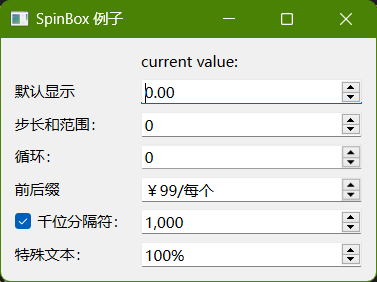 SpinBox 例子
current value:
默认显示 0.00
步长和范围： 0
循环： 0
前后缀 ￥99/每个
千位分隔符： 1,000
特殊文本： 100%